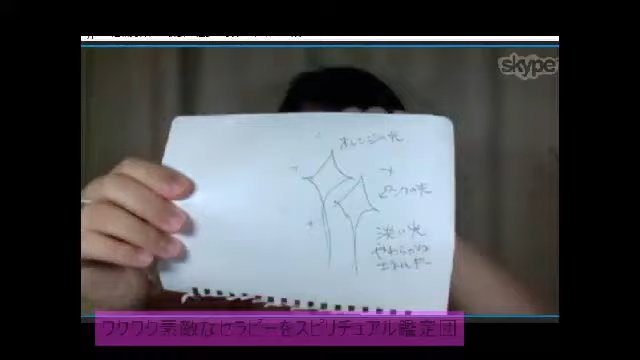 skype
オレンジの光
ピンクの光
淡い光
やわらかな
エネルギー
ワクワク素敵なセラピーをスピリチュアル鑑定団